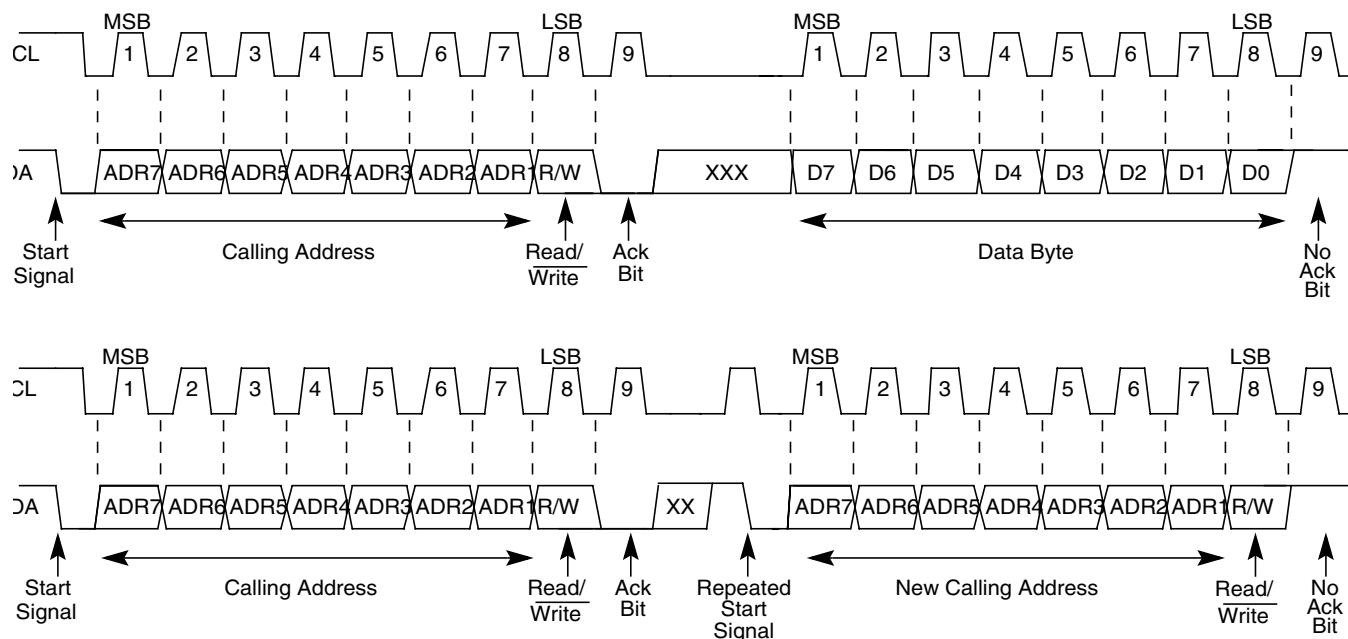 MSB LSB MSB LSB
CL 1 2 3 4 5 6 7 8 9 1 2 3 4 5 6 7 8 9
DA ADR7 ADR6 ADR5 ADR4 ADR3 ADR2 ADR1 R/W XXX D7 D6 D5 D4 D3 D2 D1 D0
Start Signal
Calling Address
Read/ Write
Ack Bit
Data Byte
No Ack Bit
MSB LSB MSB LSB
CL 1 2 3 4 5 6 7 8 9 1 2 3 4 5 6 7 8 9
DA ADR7 ADR6 ADR5 ADR4 ADR3 ADR2 ADR1 R/W XX ADR7 ADR6 ADR5 ADR4 ADR3 ADR2 ADR1 R/W
Start Signal
Calling Address
Read/ Write
Ack Bit
Repeated Start Signal
New Calling Address
Read/ Write
No Ack Bit